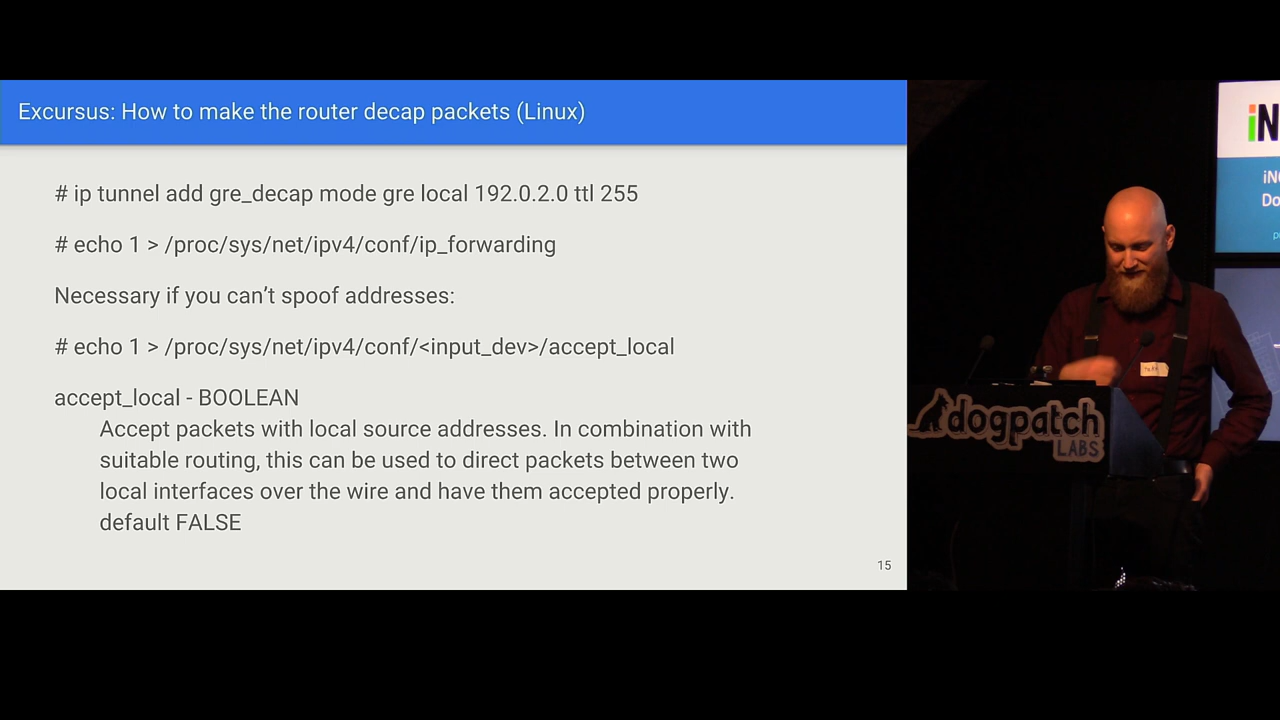 Excursus: How to make the router decap packets (Linux)
# ip tunnel add gre_decap mode gre local 192.0.2.0 ttl 255
# echo 1 > /proc/sys/net/ipv4/conf/ip_forwarding
Necessary if you can’t spoof addresses:
# echo 1 > /proc/sys/net/ipv4/conf/<input_dev>/accept_local
accept_local - BOOLEAN
Accept packets with local source addresses. In combination with
suitable routing, this can be used to direct packets between two
local interfaces over the wire and have them accepted properly.
default FALSE
15
iN
iN
Do
dogpatch
LABS